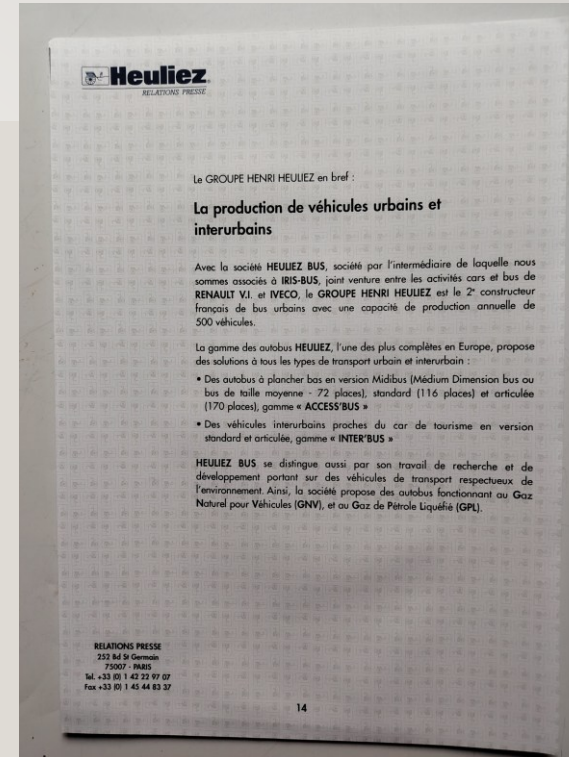 Heuliez
RELATIONS PRESSE
Le GROUPE HENRI HEULIEZ en bref :
La production de véhicules urbains et
interurbains
Avec la société HEULIEZ BUS, société par l'intermédiaire de laquelle nous
sommes associés à IRIS-BUS, joint venture entre les activités cars et bus de
RENAULT V.I. et IVECO, le GROUPE HENRI HEULIEZ est le 2e constructeur
français de bus urbains avec une capacité de production annuelle de
500 véhicules.
La gamme des autobus HEULIEZ, l'une des plus complètes en Europe, propose
des solutions à tous les types de transport urbain et interurbain :
• Des autobus à plancher bas en version Midibus (Médium Dimension bus ou
bus de taille moyenne - 72 places), standard (116 places) et articulée
(170 places), gamme « ACCESS'BUS »
• Des véhicules interurbains proches du car de tourisme en version
standard et articulée, gamme « INTER'BUS »
HEULIEZ BUS se distingue aussi par son travail de recherche et de
développement portant sur des véhicules de transport respectueux de
l'environnement. Ainsi, la société propose des autobus fonctionnant au Gaz
Naturel pour Véhicules (GNV), et au Gaz de Pétrole Liquéfié (GPL).
RELATIONS PRESSE
252 Bd St Germain
75007 - PARIS
Tel. +33 (0) 1 42 22 97 07
Fax +33 (0) 1 45 44 83 37
14